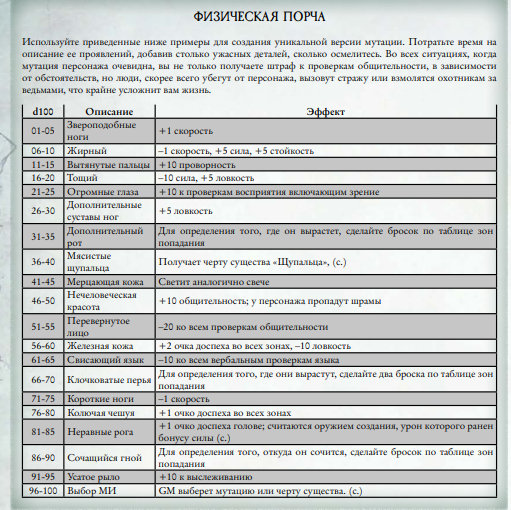 ФИЗИЧЕСКАЯ ПОРЧА
Используйте приведенные ниже примеры для создания уникальной версии мутации. Потратьте время на
описание ее проявлений, добавив столько ужасных деталей, сколько осмелитесь. Во всех ситуациях, когда
мутация персонажа очевидна, вы не только получаете штраф к проверкам общительности, в зависимости
от обстоятельств, но люди, скорее всего убегут от персонажа, вызовут стражу или взмолятся охотникам за
ведьмами, что крайне усложнит вам жизнь.
d100 Описание Эффект
01-05 Звероподобные ноги +1 скорость
06-10 Жирный –1 скорость, +5 сила, +5 стойкость
11-15 Вытянутые пальцы +10 проворность
16-20 Тощий –10 сила, +5 ловкость
21-25 Огромные глаза +10 к проверкам восприятия включающим зрение
26-30 Дополнительные суставы ног +5 ловкость
31-35 Дополнительный рот Для определения того, где он вырастет, сделайте бросок по таблице зон попадания
36-40 Мясистые щупальца Получает черту существа «Щупальца», (с.)
41-45 Мерцающая кожа Светит аналогично свече
46-50 Нечеловеческая красота +10 общительность; у персонажа пропадут шрамы
51-55 Перевернутое лицо –20 ко всем проверкам общительности
56-60 Железная кожа +2 очка доспеха во всех зонах, –10 ловкость
61-65 Свисающий язык –10 ко всем вербальным проверкам языка
66-70 Клочковатые перья Для определения того, где они вырастут, сделайте два броска по таблице зон попадания
71-75 Короткие ноги –1 скорость
76-80 Колючая чешуя +1 очко доспеха во всех зонах
81-85 Неравные рога +1 очко доспеха голове; считаются оружием создания, урон которого ранен бонусу силы (с.)
86-90 Сочащийся гной Для определения того, откуда он сочится, сделайте бросок по таблице зон попадания
91-95 Усатое рыло +10 к выслеживанию
96-100 Выбор МИ GM выберет мутацию или черту существа. (с.)